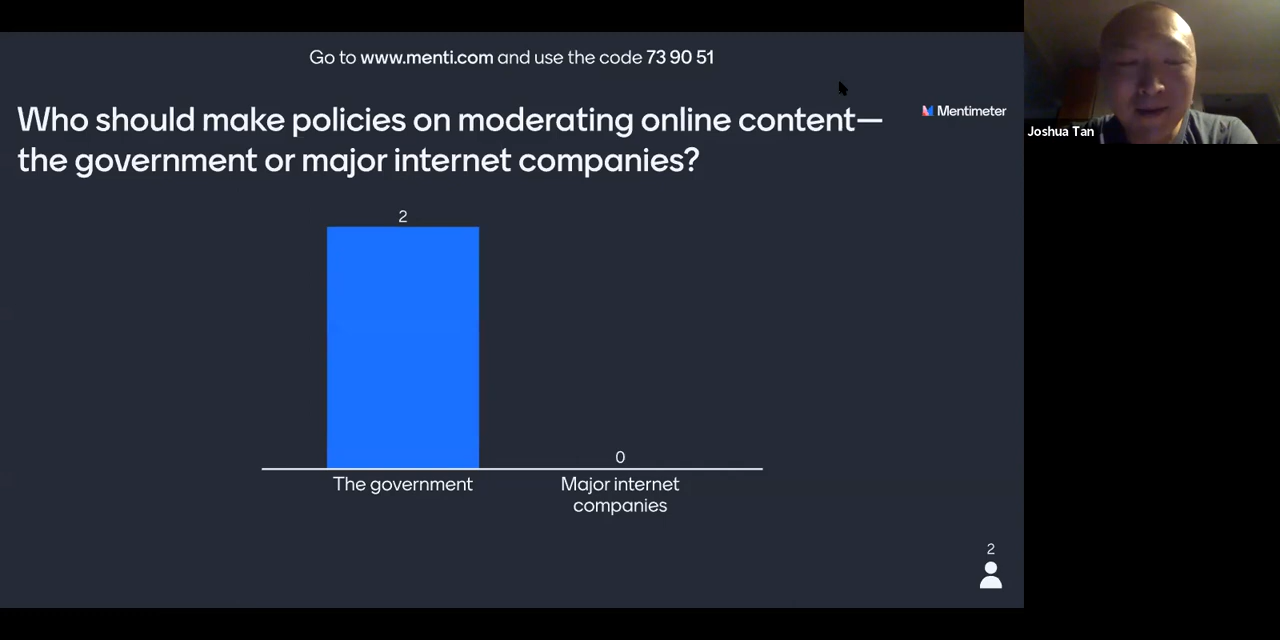 Go to www.menti.com and use the code 73 90 51
Who should make policies on moderating online content—
the government or major internet companies?
Mentimeter
Joshua Tan
2
0
The government
Major internet
companies
2